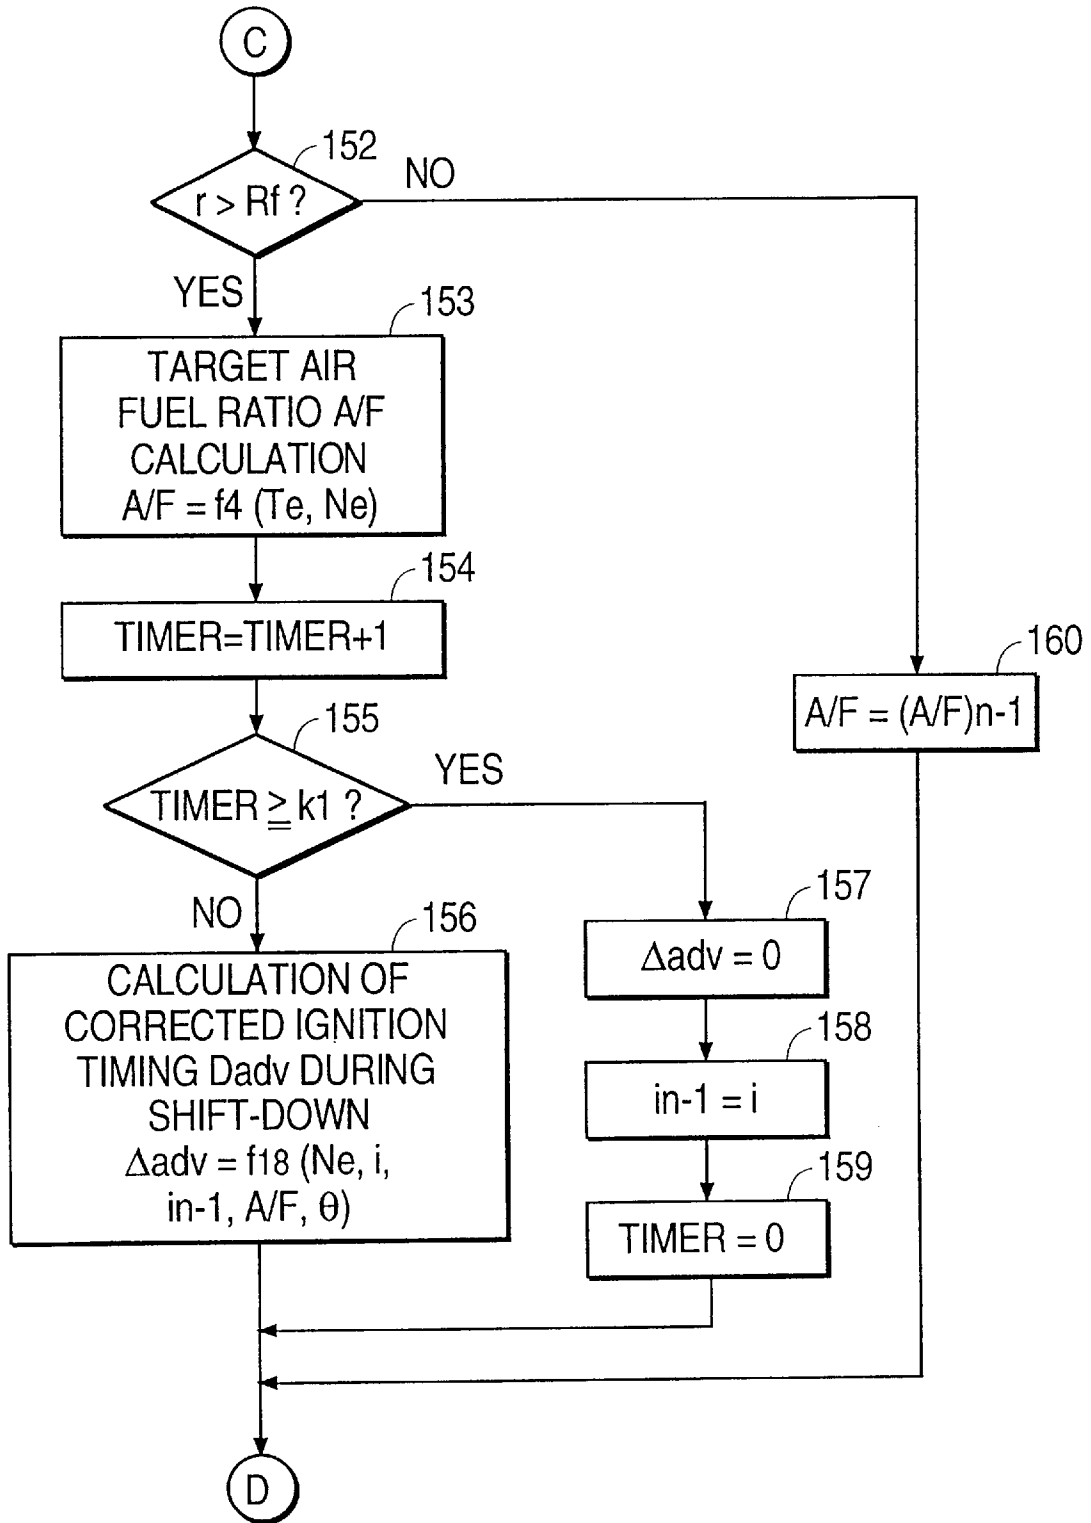 C
152
r > Rf ?
NO
YES
153
TARGET AIR
FUEL RATIO A/F
CALCULATION
A/F = f4 (Te, Ne)
154
TIMER=TIMER+1
160
A/F = (A/F)n-1
155
TIMER ≧ k1 ?
YES
NO
156
CALCULATION OF
CORRECTED IGNITION
TIMING Dadv DURING
SHIFT-DOWN
Δadv = f18 (Ne, i,
in-1, A/F, θ)
157
Δadv = 0
158
in-1 = i
159
TIMER = 0
D